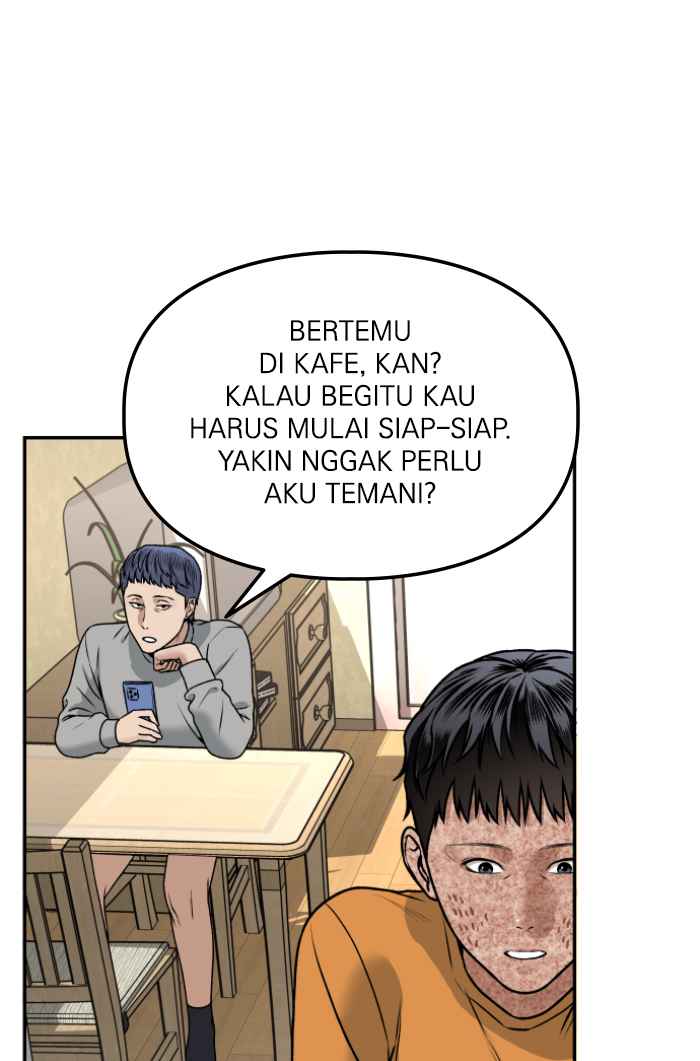 BERTEMU
DI KAFE, KAN?
KALAU BEGITU KAU
HARUS MULAI SIAP-SIAP.
YAKIN NGGAK PERLU
AKU TEMANI?